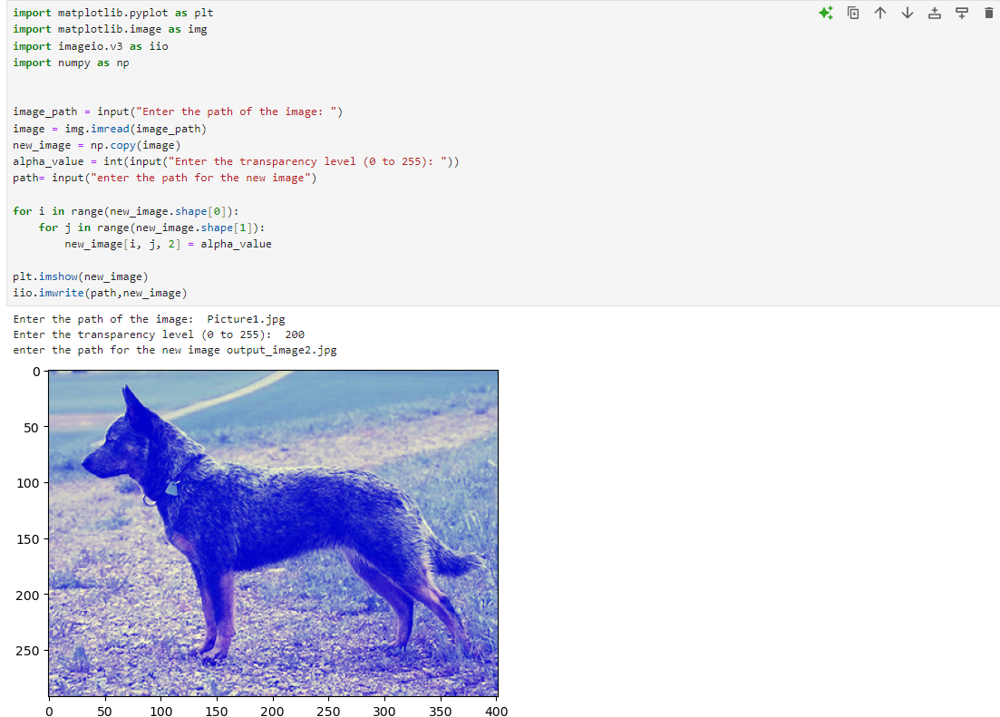 import matplotlib.pyplot as plt
import matplotlib.image as img
import imageio.v3 as iio
import numpy as np
image_path = input("Enter the path of the image: ")
image = img.imread(image_path)
new_image = np.copy(image)
alpha_value = int(input("Enter the transparency level (0 to 255): "))
path= input("enter the path for the new image")
for i in range(new_image.shape[0]):
    for j in range(new_image.shape[1]):
        new_image[i, j, 2] = alpha_value
plt.imshow(new_image)
iio.imwrite(path,new_image)
Enter the path of the image:  Picture1.jpg
Enter the transparency level (0 to 255):  200
enter the path for the new image output_image2.jpg
0
50
100
150
200
250
0 50 100 150 200 250 300 350 400